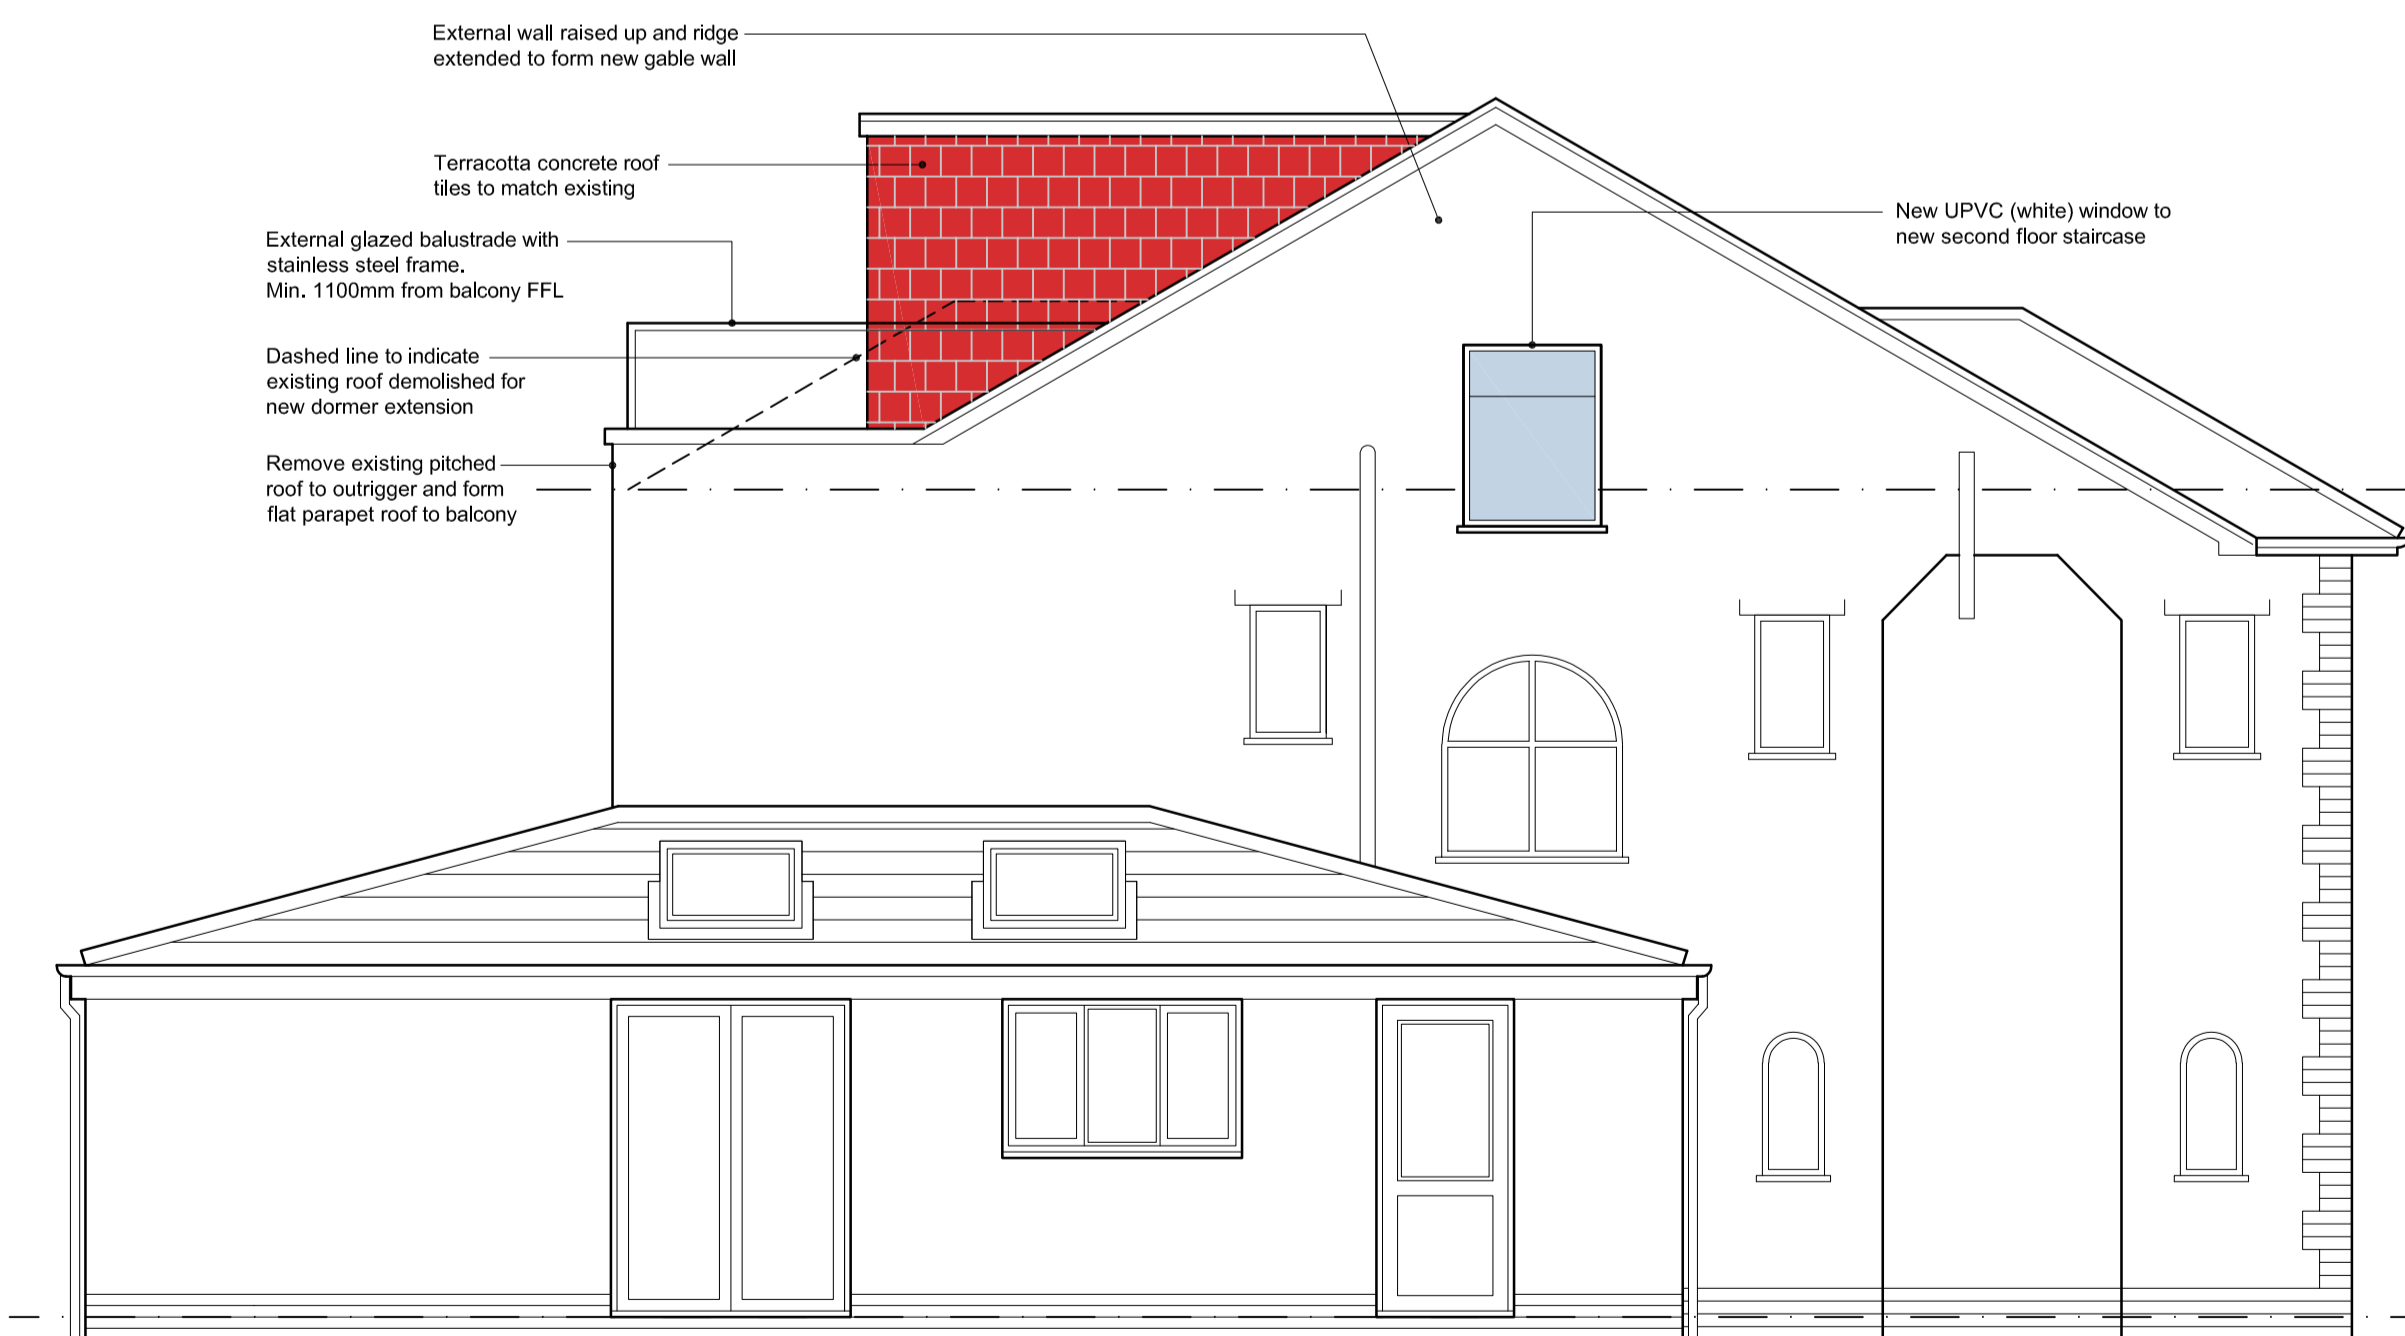 External wall raised up and ridge
extended to form new gable wall
Terracotta concrete roof
tiles to match existing
New UPVC (white) window to
new second floor staircase
External glazed balustrade with
stainless steel frame.
Min. 1100mm from balcony FFL
Dashed line to indicate
existing roof demolished for
new dormer extension
Remove existing pitched
roof to outrigger and form
flat parapet roof to balcony